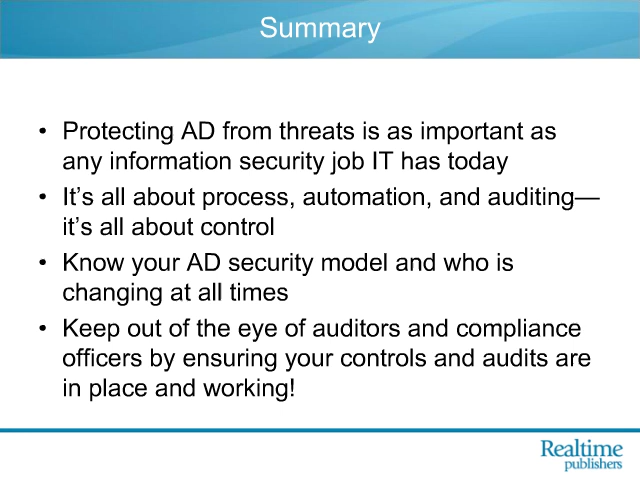 Summary
• Protecting AD from threats is as important as
any information security job IT has today
• It’s all about process, automation, and auditing—
it’s all about control
• Know your AD security model and who is
changing at all times
• Keep out of the eye of auditors and compliance
officers by ensuring your controls and audits are
in place and working!
Realtime
publishers